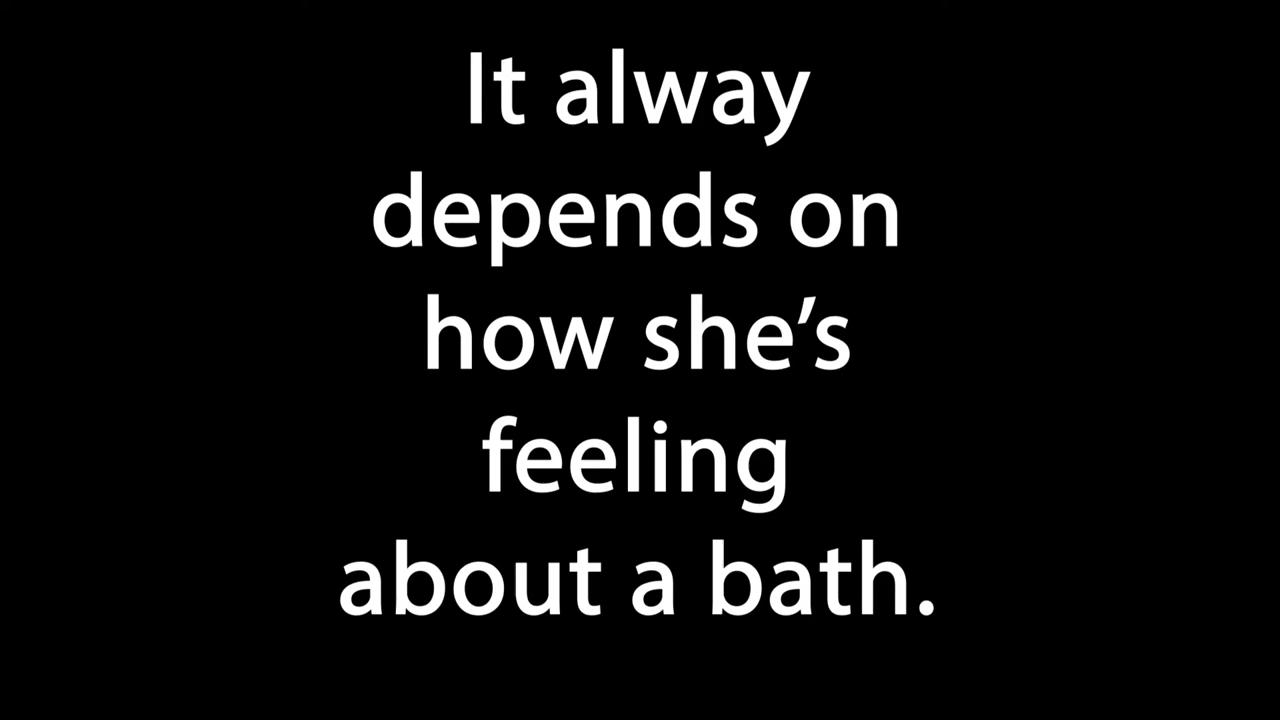 It alway
depends on
how she’s
feeling
about a bath.